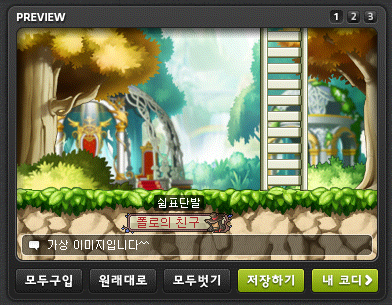 PREVIEW
1 2 3
쉼표단발
폴로의 친구
가상 이미지입니다^^
모두구입 원래대로 모두벗기 저장하기 내 코디>